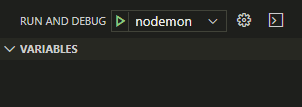 RUN AND DEBUG nodemon
VARIABLES